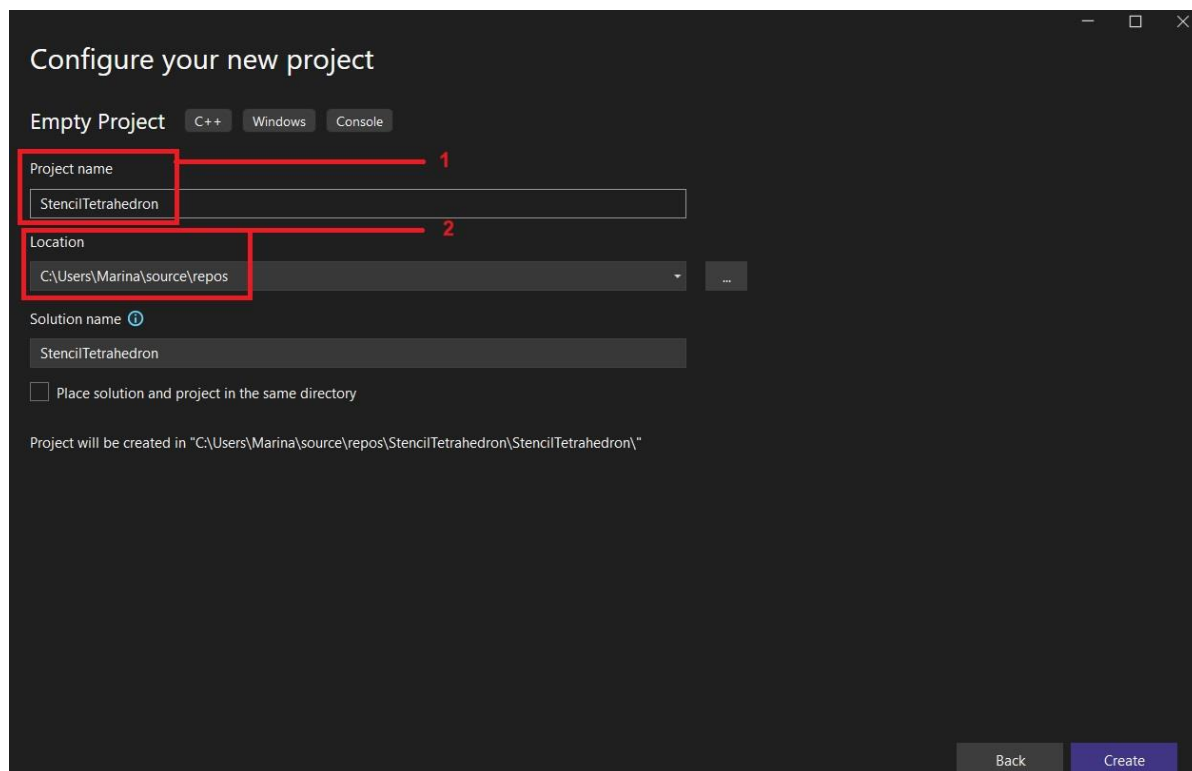 Configure your new project
Empty Project C++ Windows Console
Project name 1
StencilTetrahedron
2
Location
C:\Users\Marina\source\repos ...
Solution name
StencilTetrahedron
Place solution and project in the same directory
Project will be created in "C:\Users\Marina\source\repos\StencilTetrahedron\StencilTetrahedron\"
Back Create